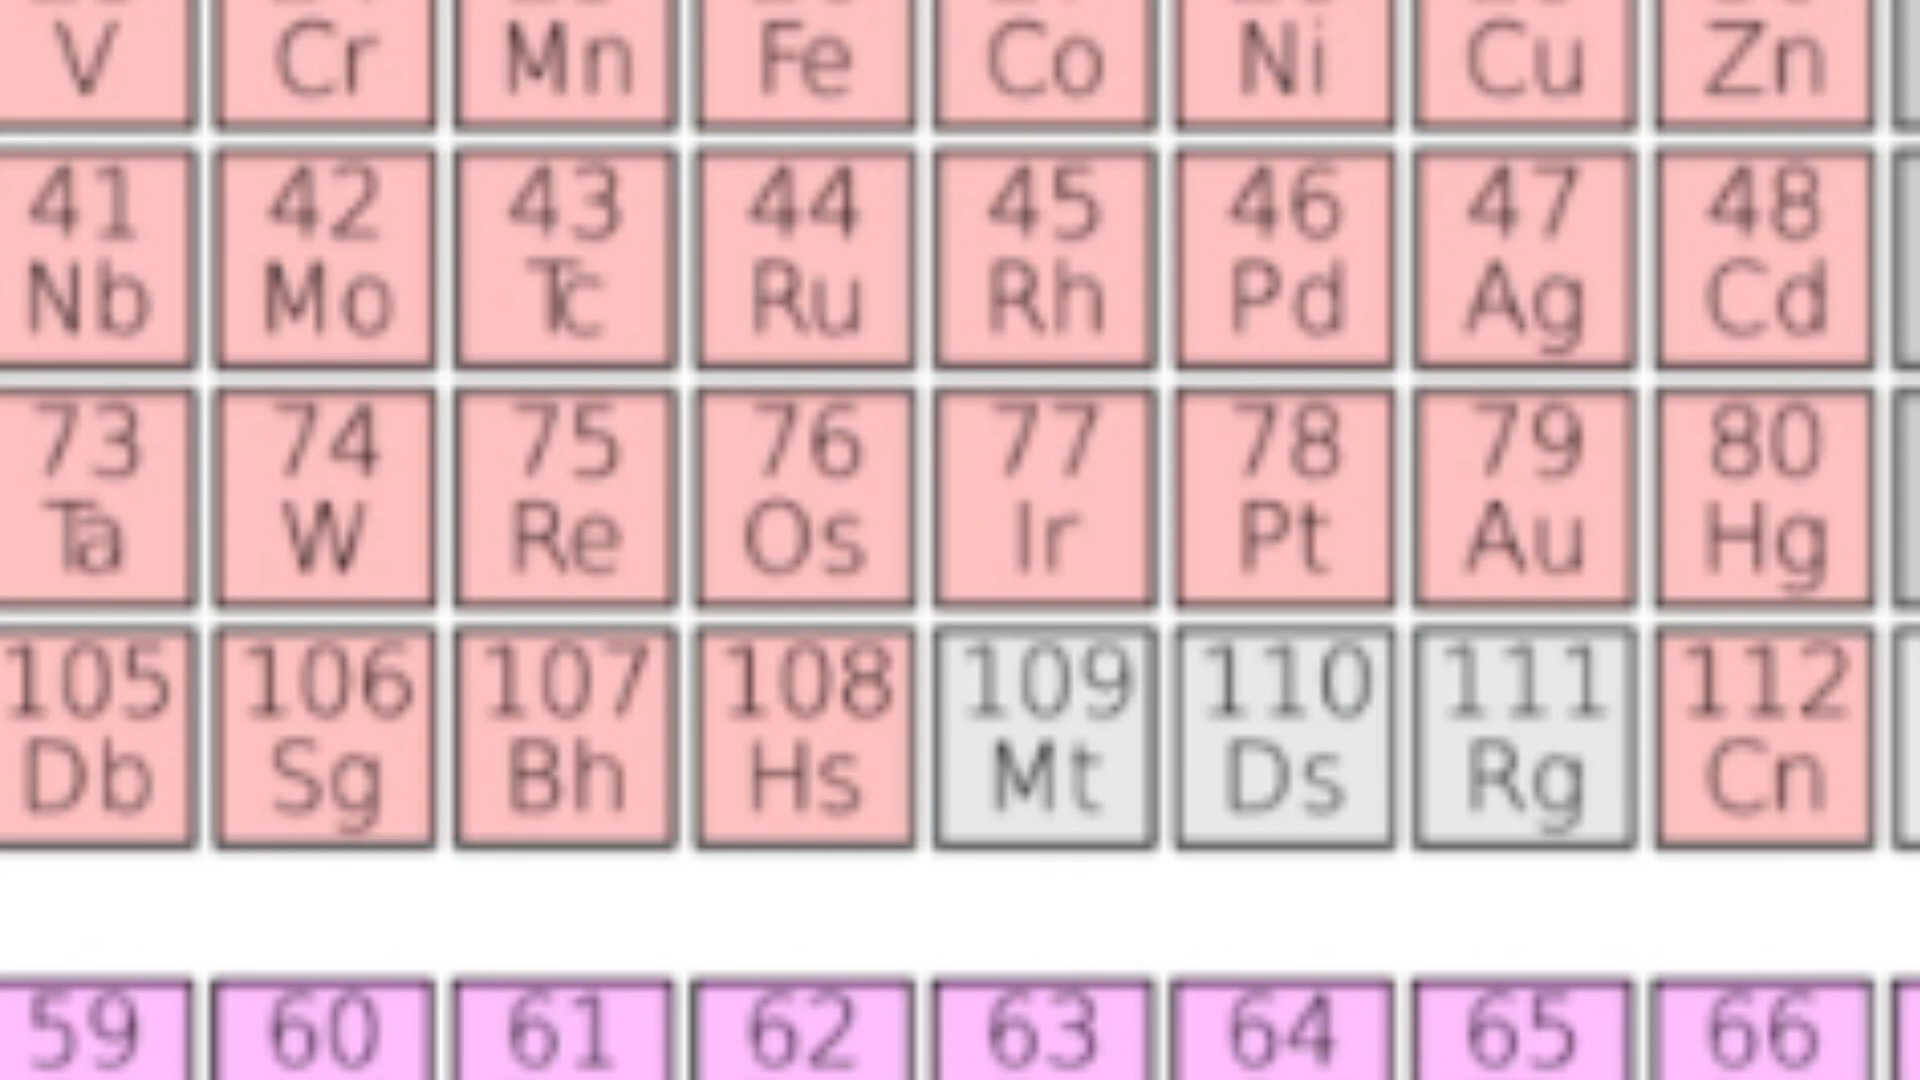 V Cr Mn Fe Co Ni Cu Zn
41 42 43 44 45 46 47 48
Nb Mo Tc Ru Rh Pd Ag Cd
73 74 75 76 77 78 79 80
Ta W Re Os Ir Pt Au Hg
105 106 107 108 109 110 111 112
Db Sg Bh Hs Mt Ds Rg Cn
59 60 61 62 63 64 65 66